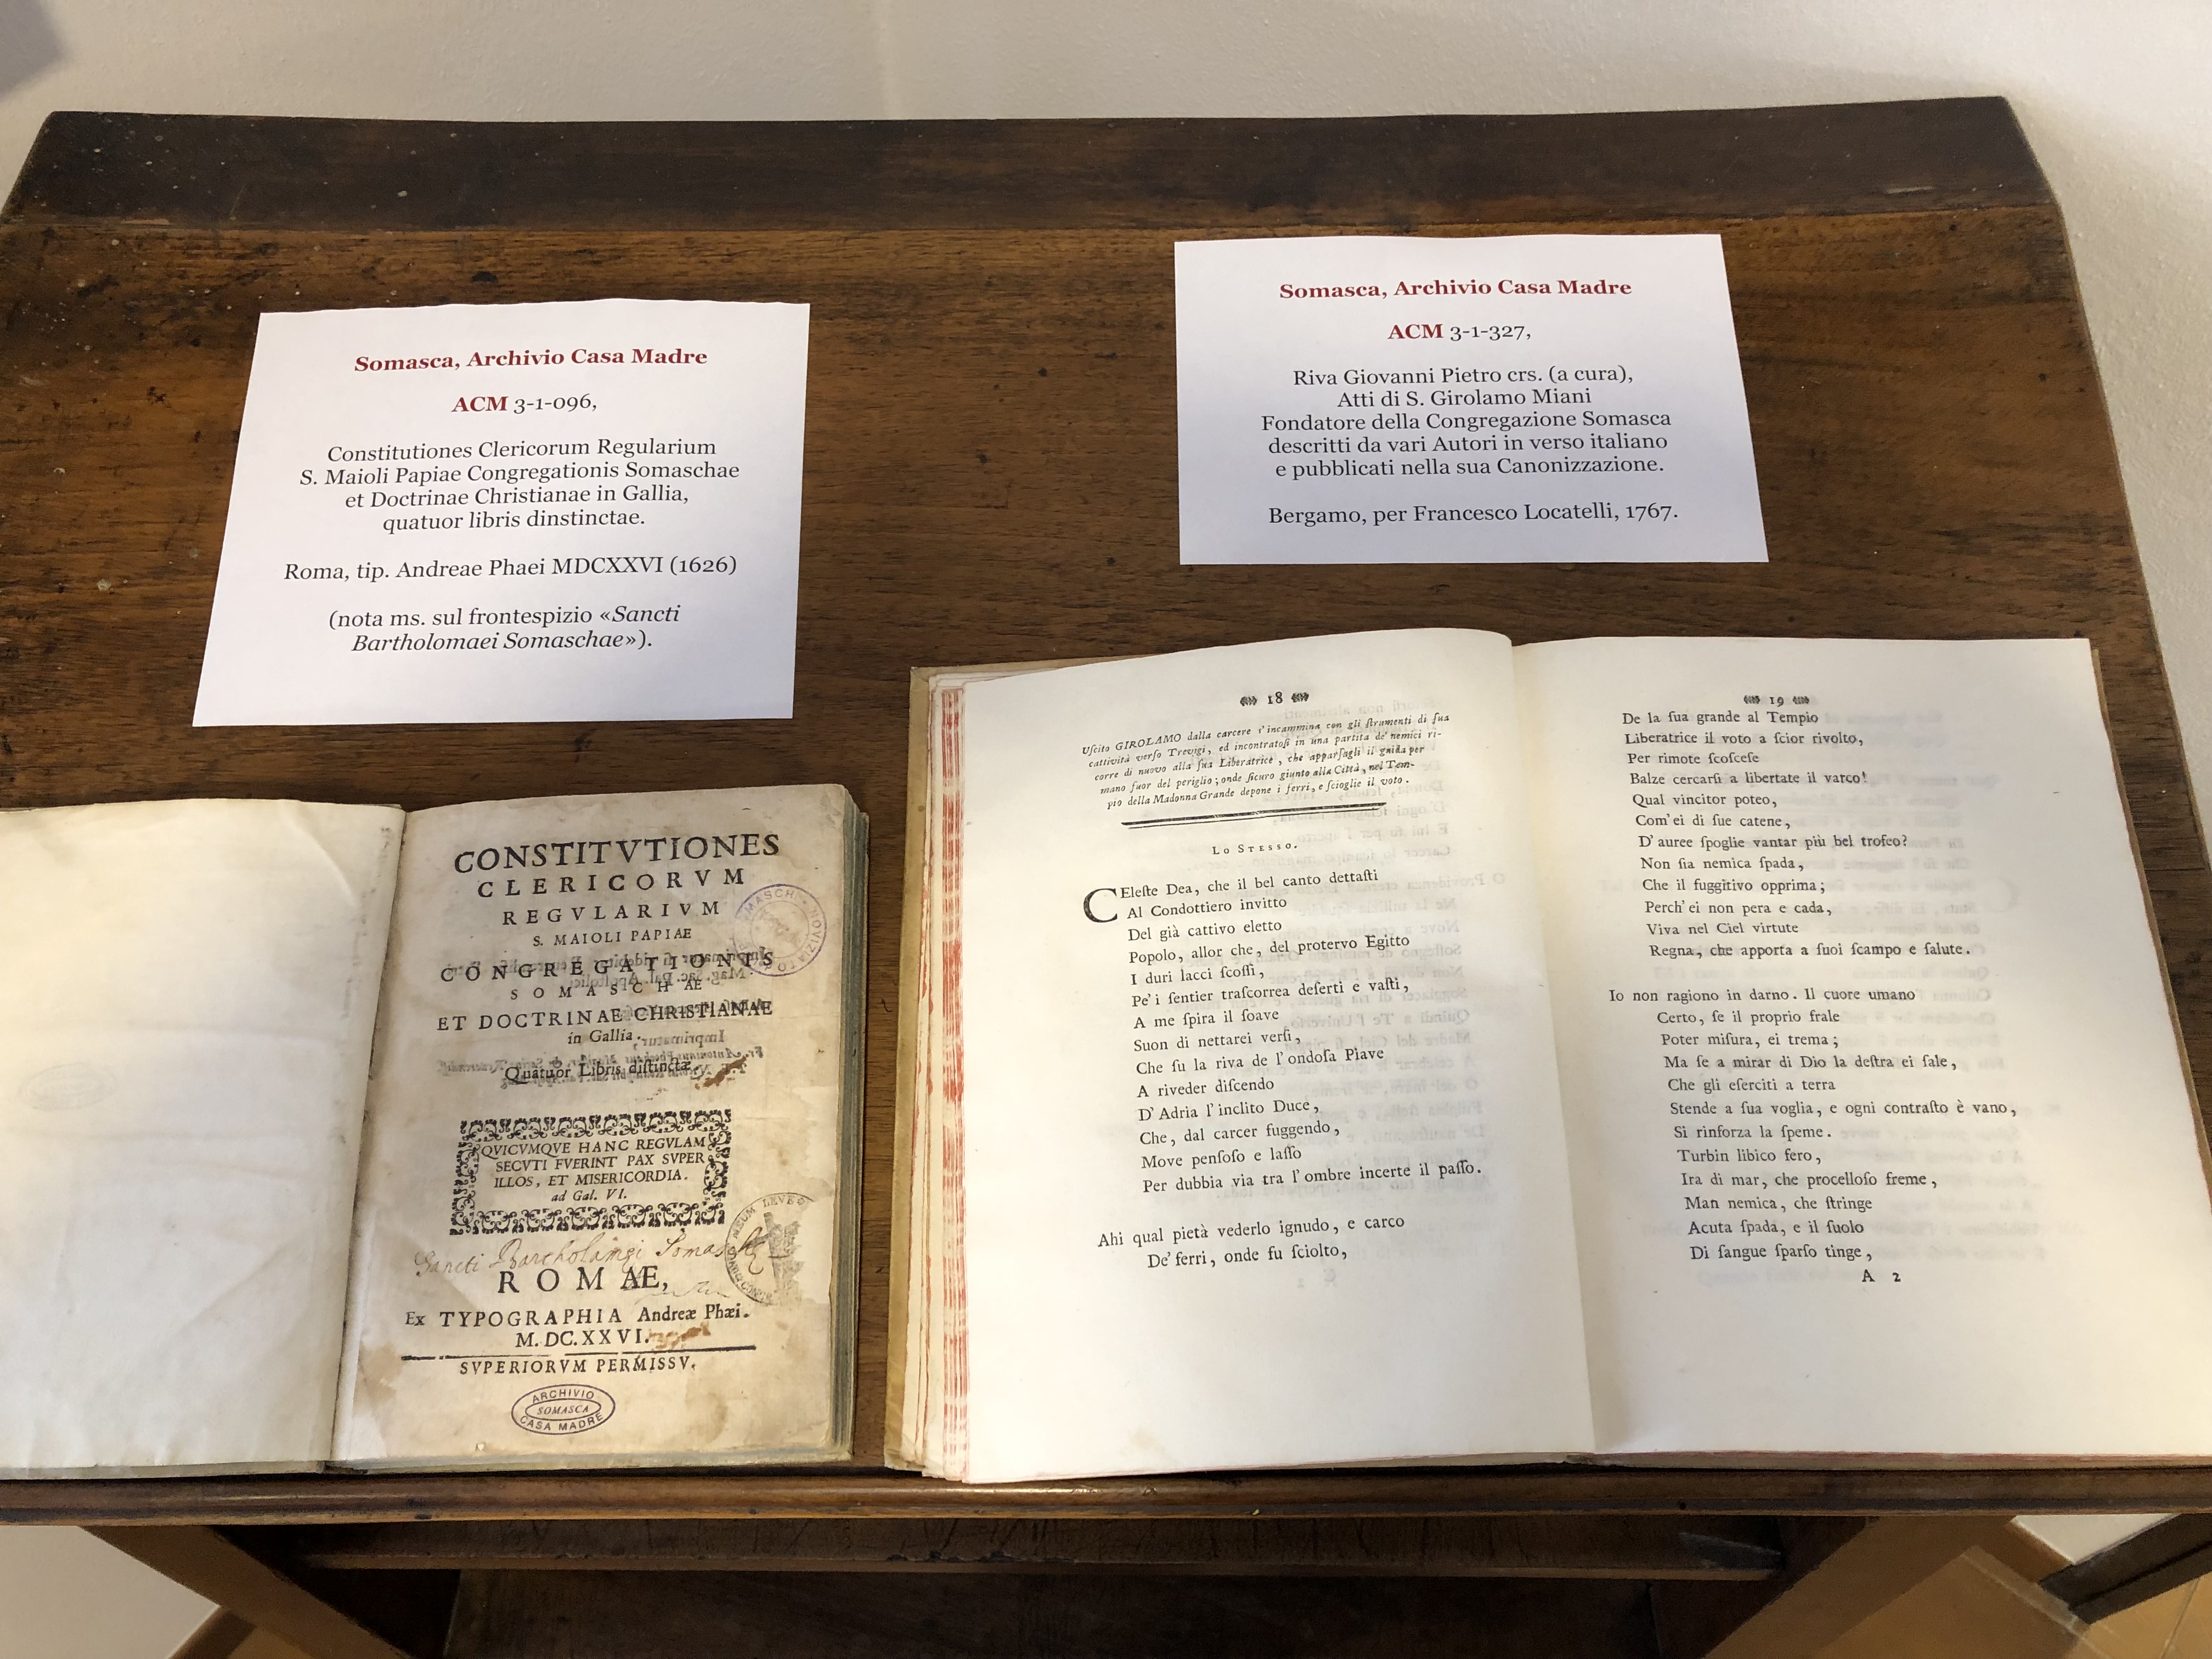 Somasca, Archivio Casa Madre
ACM 3-1-096,
Constitutiones Clericorum Regularium
S. Maioli Papiae Congregationis Somaschae
et Doctrinae Christianae in Gallia,
quatuor libris dinstinctae.
Roma, tip. Andreae Phaei MDCXXVI (1626)
(nota ms. sul frontespizio «Sancti
Bartholomaei Somaschae»).
Somasca, Archivio Casa Madre
ACM 3-1-327,
Riva Giovanni Pietro crs. (a cura),
Atti di S. Girolamo Miani
Fondatore della Congregazione Somasca
descritti da vari Autori in verso italiano
e pubblicati nella sua Canonizzazione.
Bergamo, per Francesco Locatelli, 1767.
CONSTITVTIONES
CLERICORVM
REGVLARIVM
S. MAIOLI PAPIAE
CONGREGATIONIS
SOMASCHAE
ET DOCTRINAE CHRISTIANAE
in Gallia,
Quatuor Libris distinctæ.
QVICVMQVE HANC REGVLAM
SECVTI FVERINT PAX SVPER
ILLOS, ET MISERICORDIA.
ad Gal. VI.
Sancti Bartholamei Somaschæ
ROMÆ,
Ex TYPOGRAPHIA Andreæ Phæi.
M. DC. XXVI.
SVPERIORVM PERMISSV.
ARCHIVIO
SOMASCA
CASA MADRE
18
Uſcito GIROLAMO dalla carcere s'incammina con gli ſtrumenti di ſua
cattività verſo Trevigi, ed incontratoſi in una partita de' nemici ri-
corre di nuovo alla ſua Liberatrice, che apparſagli il guida per
mano fuor del periglio; onde ſicuro giunto alla Città, nel Tem-
pio della Madonna Grande depone i ferri, e ſcioglie il voto.
LO STESSO.
CEleſte Dea, che il bel canto dettaſti
Al Condottiero invitto
Del già cattivo eletto
Popolo, allor che, del protervo Egitto
I duri lacci ſcoſſi,
Pe' i ſentier traſcorrea deſerti e vaſti,
A me ſpira il ſoave
Suon di nettarei verſi,
Che ſu la riva de l'ondoſa Piave
A riveder diſcendo
D' Adria l'inclito Duce,
Che, dal carcer fuggendo,
Move penſoſo e laſſo
Per dubbia via tra l'ombre incerte il paſſo.
Ahi qual pietà vederlo ignudo, e carco
De' ferri, onde fu ſciolto,
19
De la ſua grande al Tempio
Liberatrice il voto a ſcior rivolto,
Per rimote ſcoſceſe
Balze cercarſi a libertate il varco!
Qual vincitor poteo,
Com' ei di ſue catene,
D' auree ſpoglie vantar più bel trofeo?
Non ſia nemica ſpada,
Che il fuggitivo opprima;
Perch' ei non pera e cada,
Viva nel Ciel virtute
Regna, che apporta a ſuoi ſcampo e ſalute.
Io non ragiono in darno. Il cuore umano
Certo, ſe il proprio frale
Poter miſura, ei trema;
Ma ſe a mirar di Dio la deſtra ei ſale,
Che gli eſerciti a terra
Stende a ſua voglia, e ogni contraſto è vano,
Si rinforza la ſpeme.
Turbin libico fero,
Ira di mar, che procelloſo freme,
Man nemica, che ſtringe
Acuta ſpada, e il ſuolo
Di ſangue ſparſo tinge,
A 2